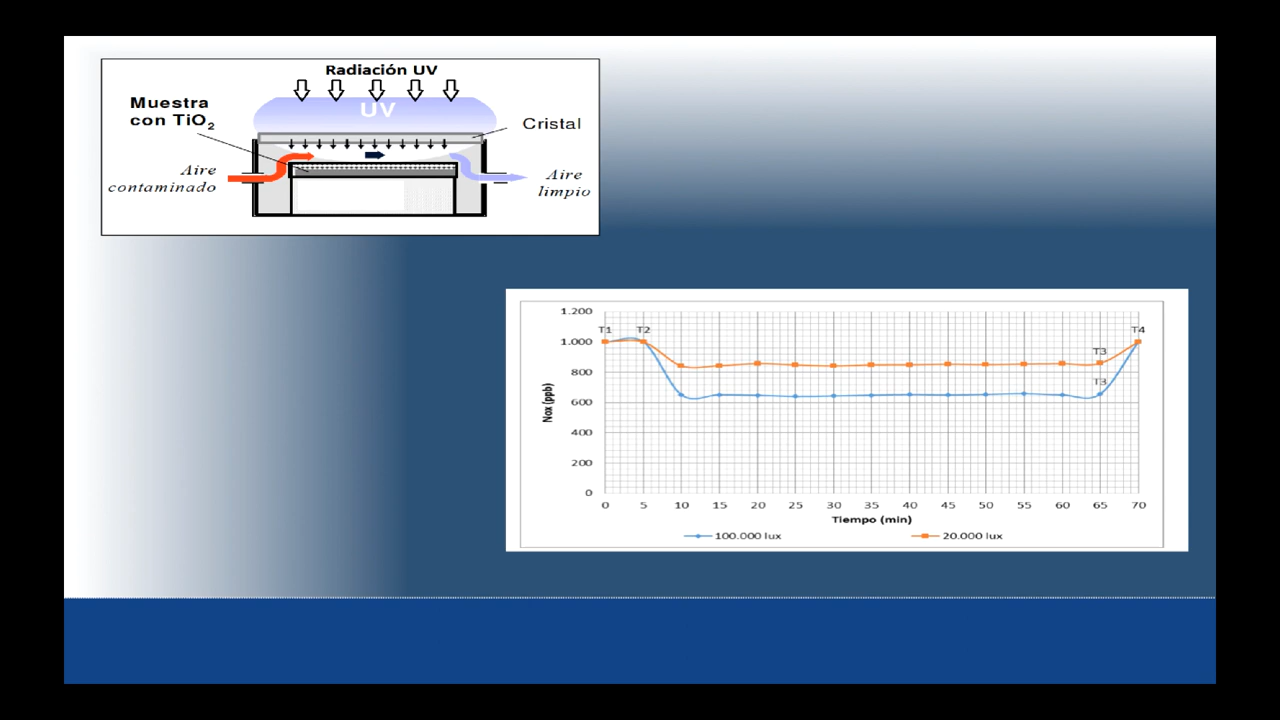 Radiación UV
UV
Muestra
con TiO₂
Cristal
Aire
contaminado
Aire
limpio
1.200
1.000
800
600
400
200
0
Nox (ppb)
T1
T2
T3
T3
T4
0 5 10 15 20 25 30 35 40 45 50 55 60 65 70
Tiempo (min)
100.000 lux
20.000 lux